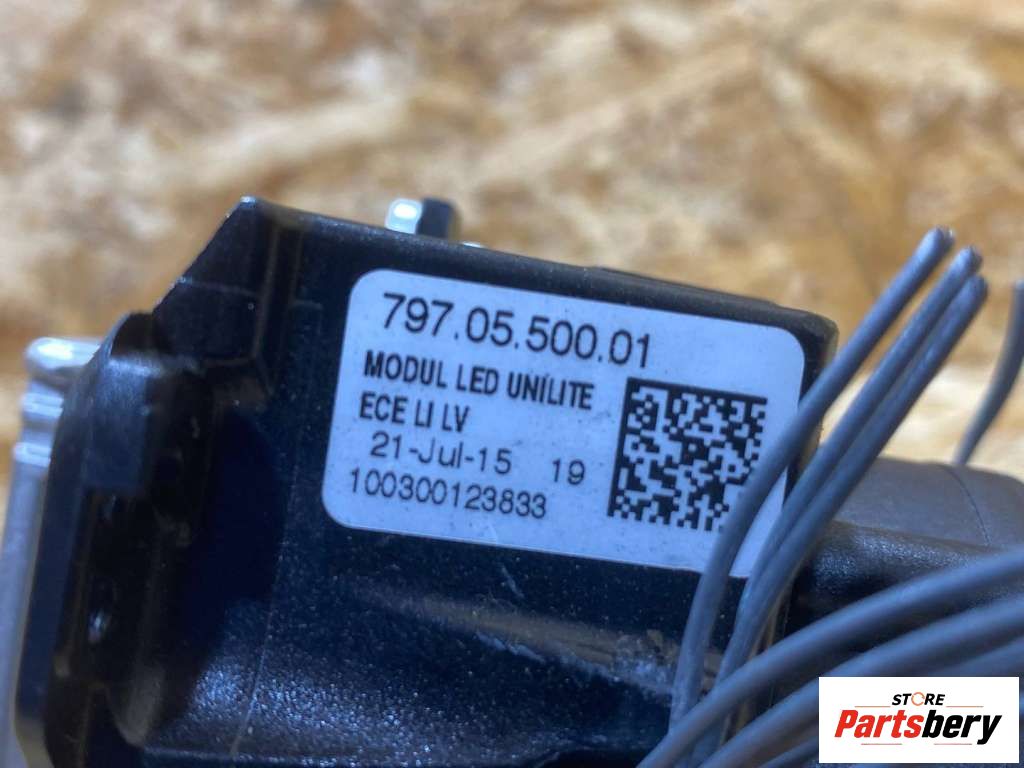 797.05.500.01
MODUL LED UNILITE
ECE LI LV
21-Jul-15 19
100300123833
STORE
Partsbery